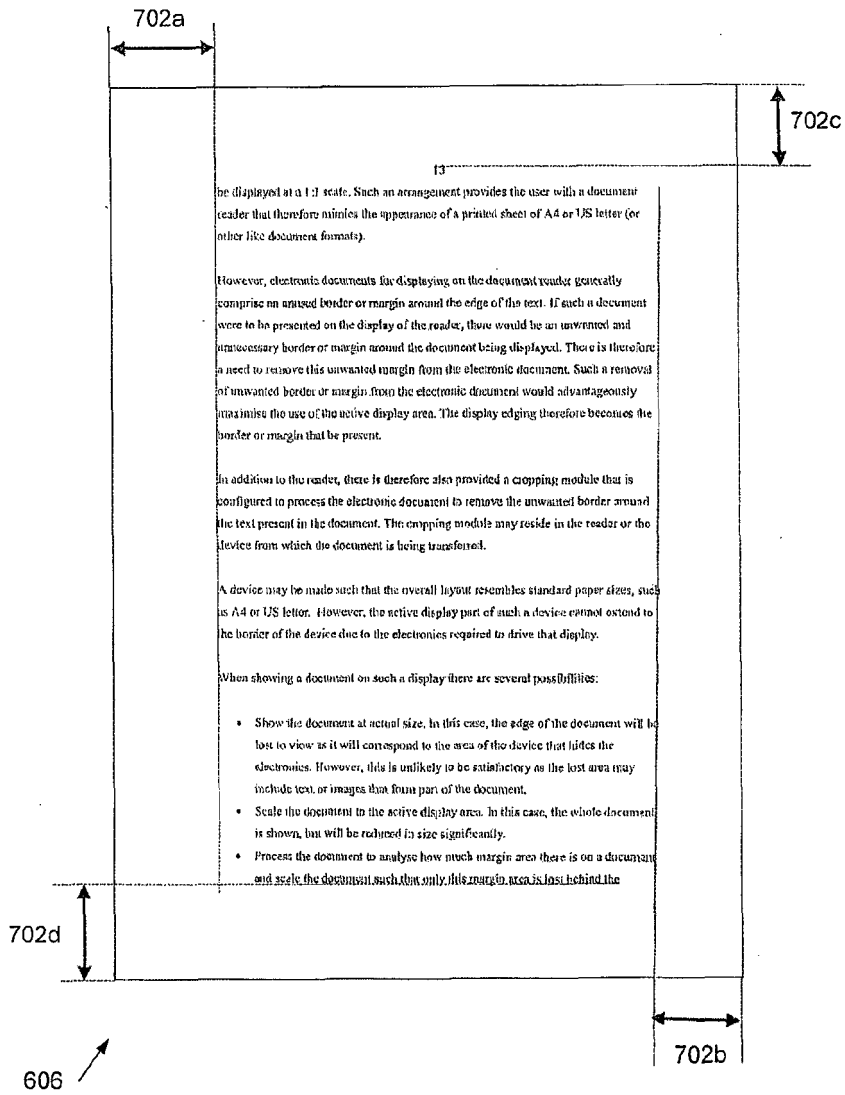 702a
702c
13
be displayed at a 1:1 scale. Such an arrangement provides the user with a document
reader that therefore mimics the appearance of a printed sheet of A4 or US letter (or
other like document formats).
However, electronic documents for displaying on the document reader generally
comprise an unused border or margin around the edge of the text. If such a document
were to be presented on the display of the reader, there would be an unwanted and
unnecessary border or margin around the document being displayed. There is therefore
a need to remove this unwanted margin from the electronic document. Such a removal
of unwanted border or margin from the electronic document would advantageously
maximise the use of the active display area. The display edging therefore becomes the
border or margin that be present.
In addition to the reader, there is therefore also provided a cropping module that is
configured to process the electronic document to remove the unwanted border around
the text present in the document. The cropping module may reside in the reader or the
device from which the document is being transferred.
A device may be made such that the overall layout resembles standard paper sizes, such
as A4 or US letter. However, the active display part of such a device cannot extend to
the border of the device due to the electronics required to drive that display.
When showing a document on such a display there are several possibilities:
• Show the document at actual size. In this case, the edge of the document will be
lost to view as it will correspond to the area of the device that hides the
electronics. However, this is unlikely to be satisfactory as the lost area may
include text or images that form part of the document.
• Scale the document to the active display area. In this case, the whole document
is shown, but will be reduced in size significantly.
• Process the document to analyse how much margin area there is on a document
and scale the document such that only this margin area is lost behind the
702d
702b
606